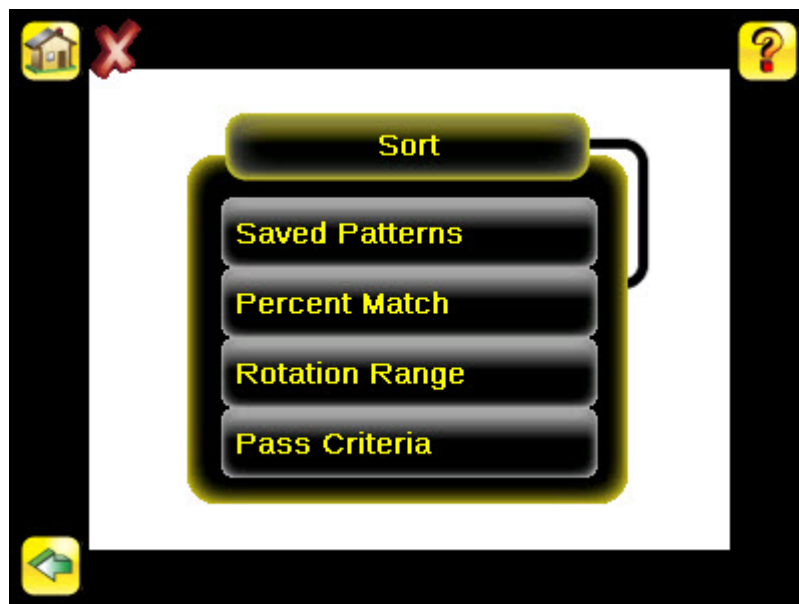 Sort
Saved Patterns
Percent Match
Rotation Range
Pass Criteria